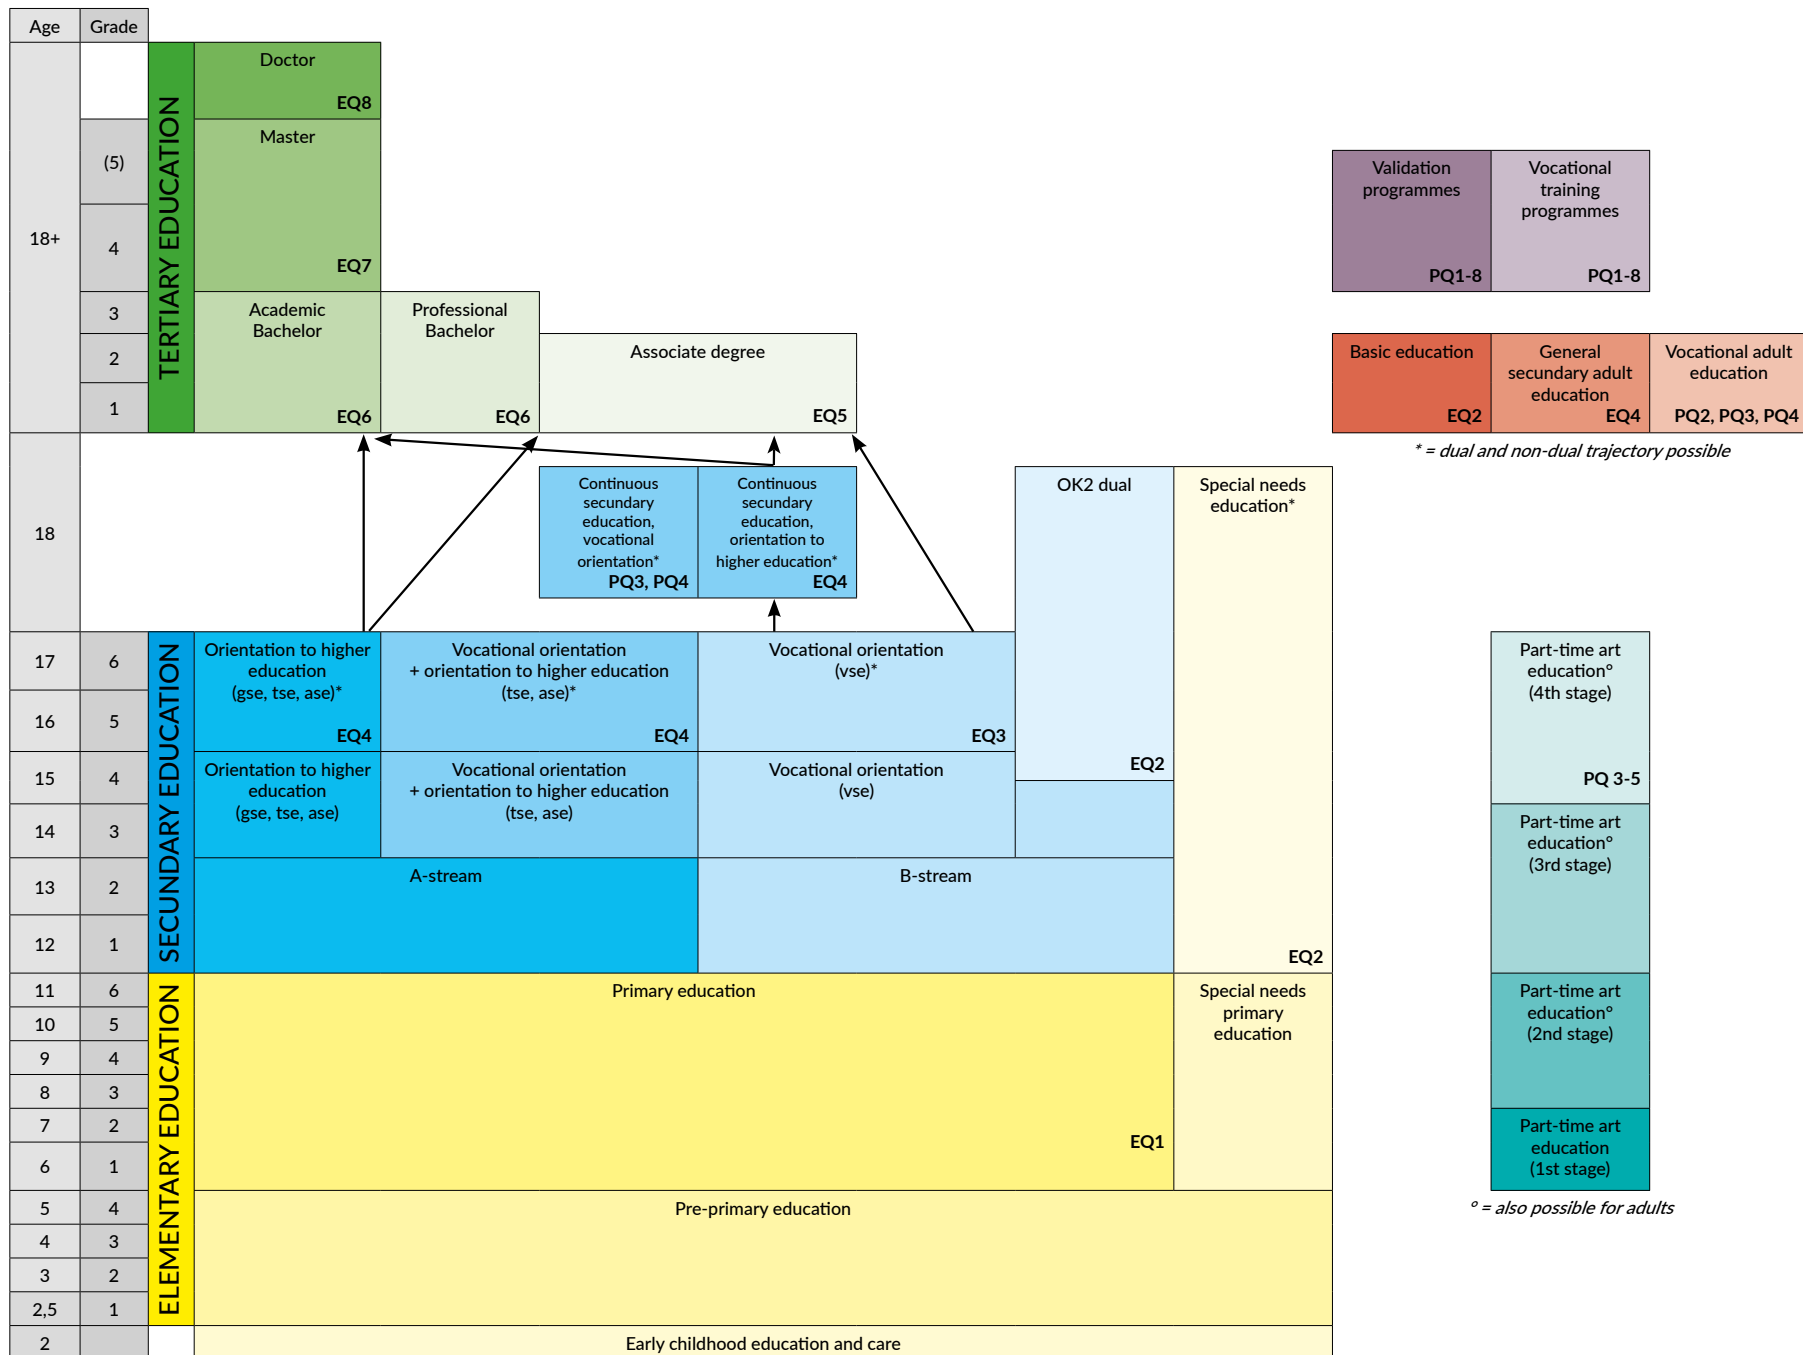 Age
Grade
18+
(5)
4
3
2
1
TERTIARY EDUCATION
Doctor
EQ8
Master
EQ7
Academic
Bachelor
EQ6
Professional
Bachelor
EQ6
Associate degree
EQ5
Validation
programmes
PQ1-8
Vocational
training
programmes
PQ1-8
Basic education
EQ2
General
secundary adult
education
EQ4
Vocational adult
education
PQ2, PQ3, PQ4
* = dual and non-dual trajectory possible
18
Continuous
secundary
education,
vocational
orientation*
PQ3, PQ4
Continuous
secundary
education,
orientation to
higher education*
EQ4
OK2 dual
EQ2
Special needs
education*
EQ2
17
6
16
5
15
4
14
3
13
2
12
1
SECUNDARY EDUCATION
Orientation to higher
education
(gse, tse, ase)*
EQ4
Vocational orientation
+ orientation to higher education
(tse, ase)*
EQ4
Vocational orientation
(vse)*
EQ3
Orientation to higher
education
(gse, tse, ase)
Vocational orientation
+ orientation to higher education
(tse, ase)
Vocational orientation
(vse)
A-stream
B-stream
Part-time art
education°
(4th stage)
PQ 3-5
Part-time art
education°
(3rd stage)
Part-time art
education°
(2nd stage)
Part-time art
education
(1st stage)
° = also possible for adults
11
6
10
5
9
4
8
3
7
2
6
1
5
4
4
3
3
2
2,5
1
2
ELEMENTARY EDUCATION
Primary education
EQ1
Special needs
primary
education
Pre-primary education
Early childhood education and care